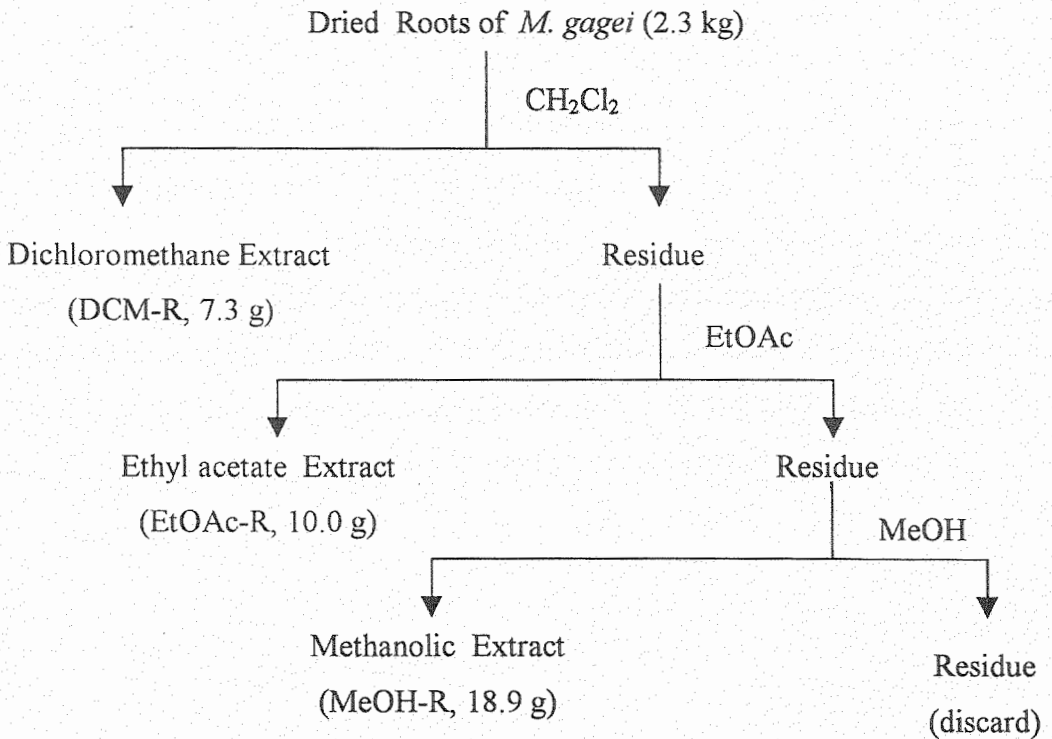 Dried Roots of M. gagei (2.3 kg)
CH₂Cl₂
Dichloromethane Extract
(DCM-R, 7.3 g)
Residue
EtOAc
Ethyl acetate Extract
(EtOAc-R, 10.0 g)
Residue
MeOH
Methanolic Extract
(MeOH-R, 18.9 g)
Residue
(discard)